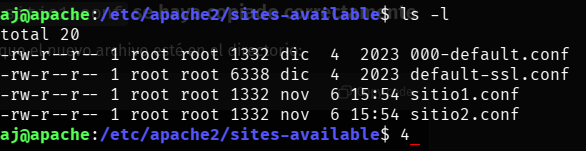 aj@apache:/etc/apache2/sites-available$ ls -l
total 20
-rw-r--r-- 1 root root 1332 dic  4  2023 000-default.conf
-rw-r--r-- 1 root root 6338 dic  4  2023 default-ssl.conf
-rw-r--r-- 1 root root 1332 nov  6 15:54 sitio1.conf
-rw-r--r-- 1 root root 1332 nov  6 15:54 sitio2.conf
aj@apache:/etc/apache2/sites-available$ 4